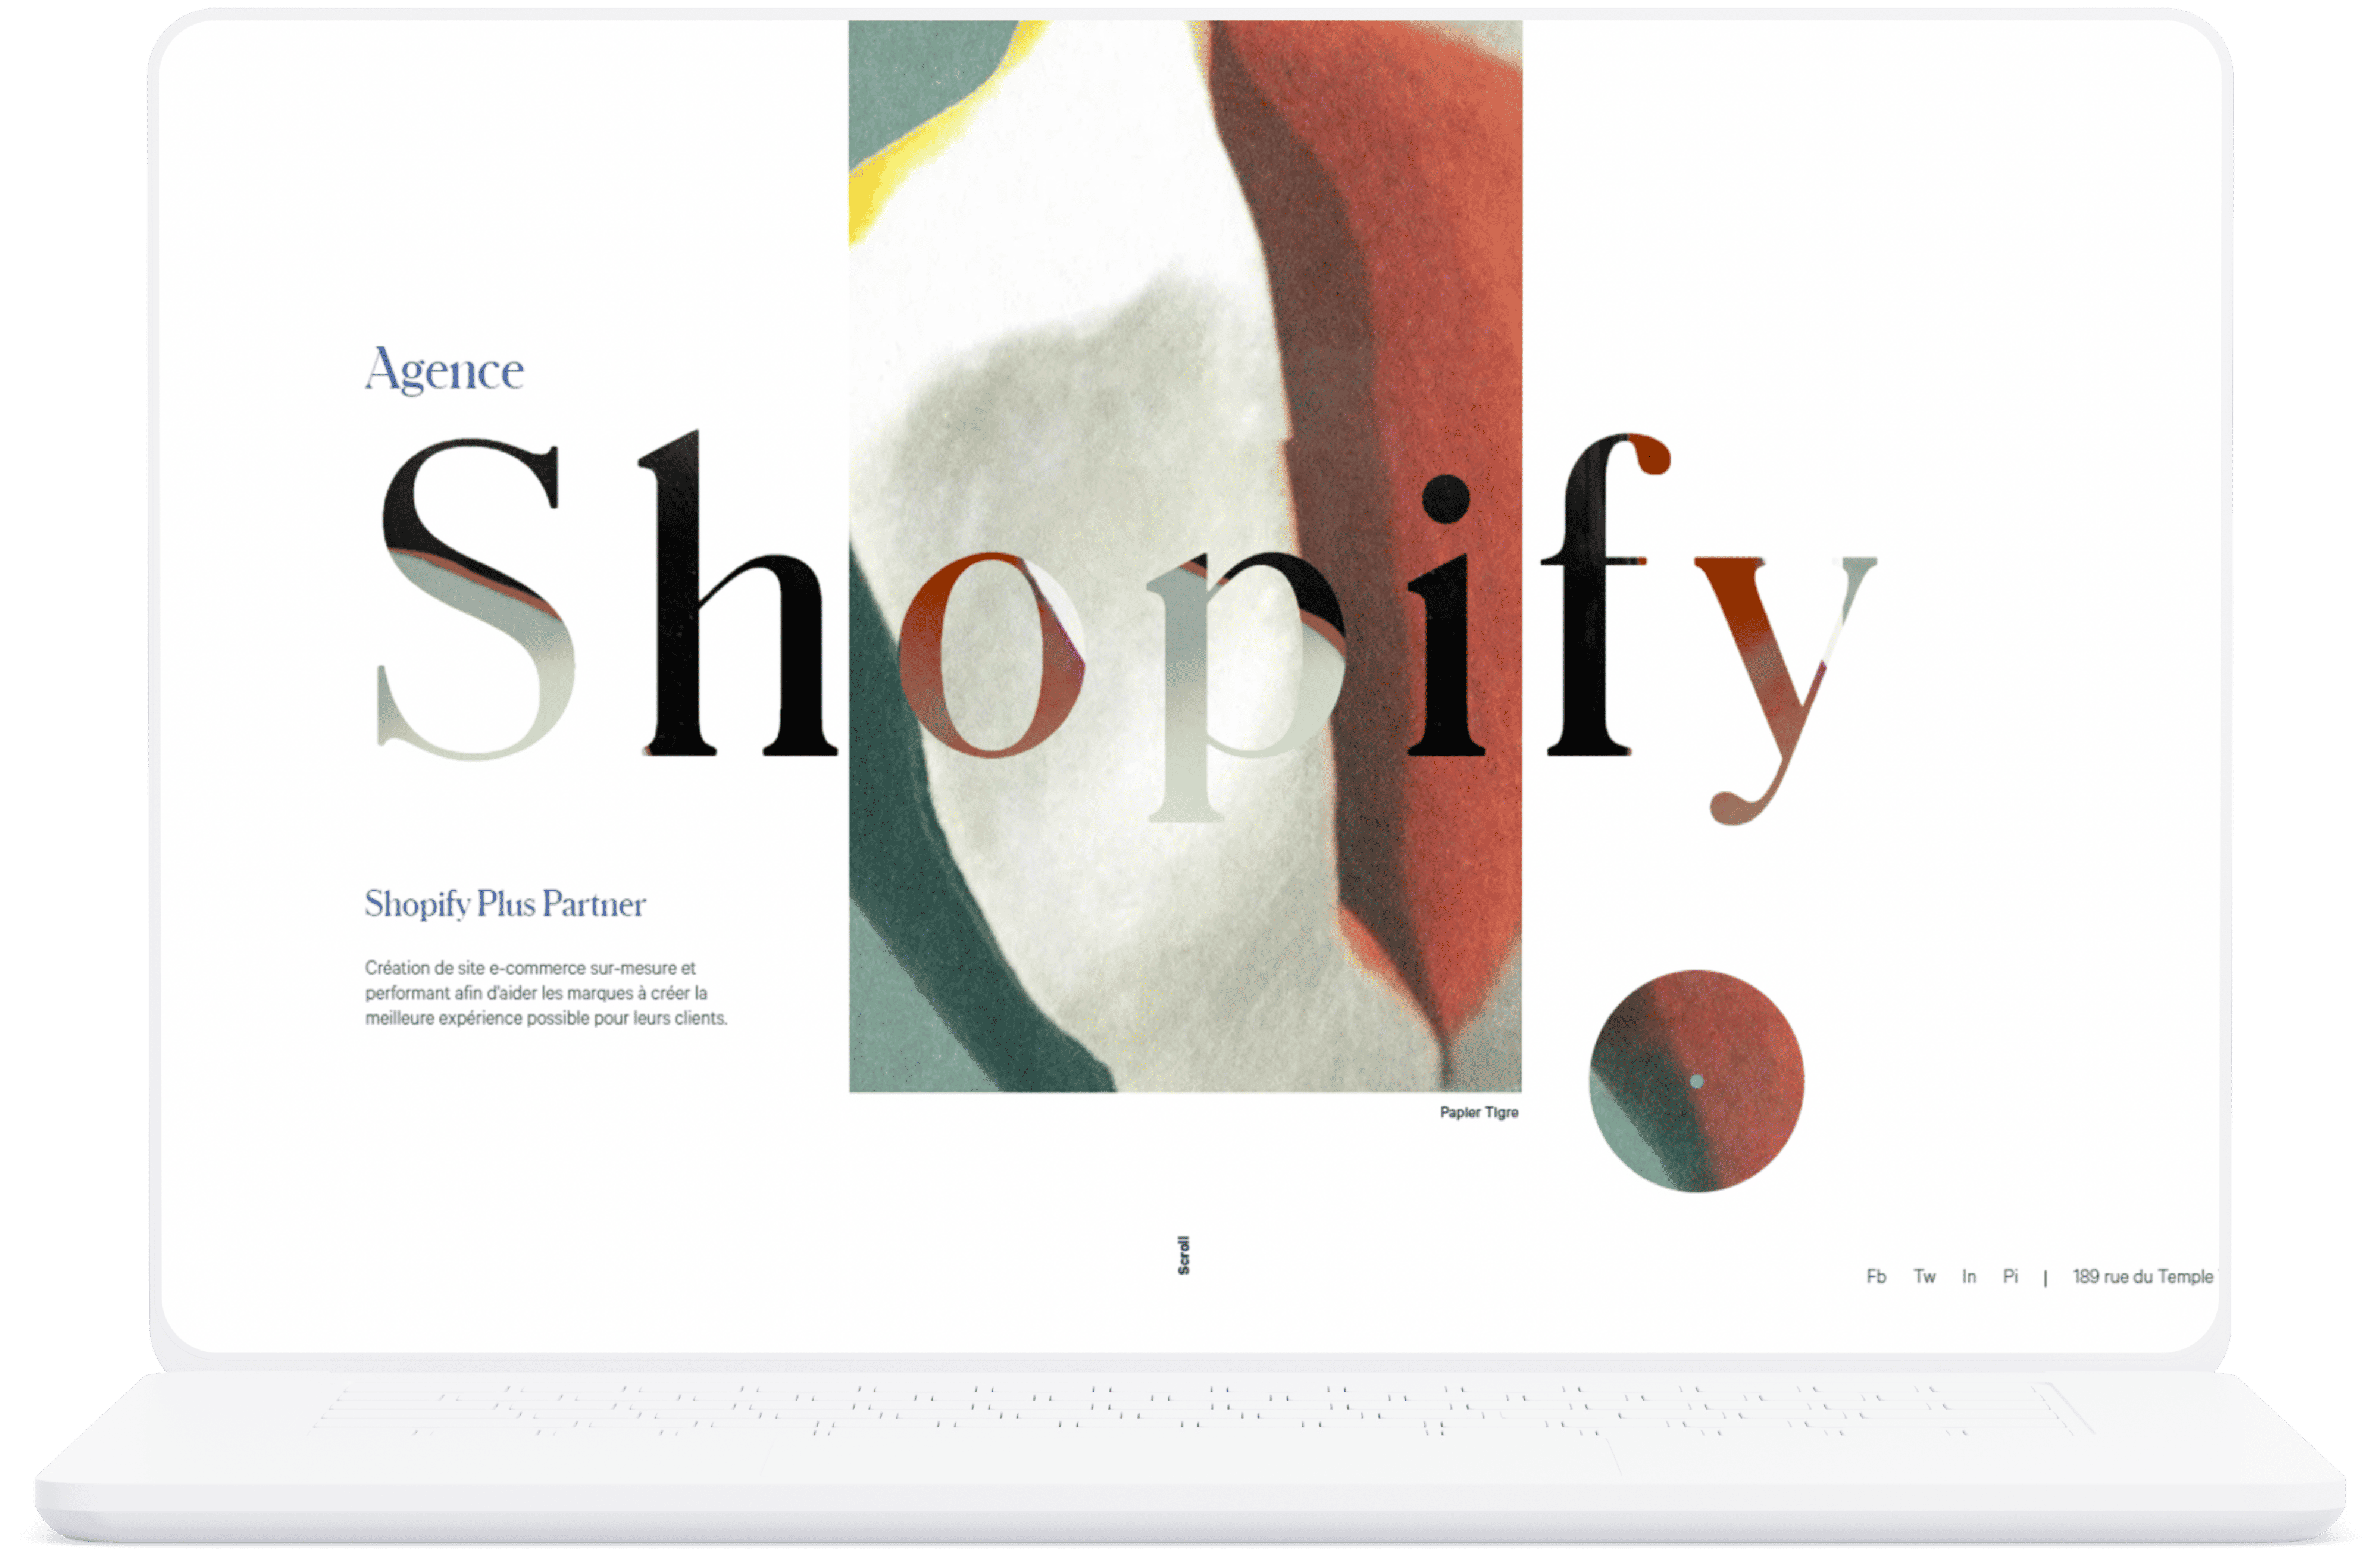 Agence
Shopify
Shopify Plus Partner
Création de site e-commerce sur-mesure et
performant afin d'aider les marques à créer la
meilleure expérience possible pour leurs clients.
Papier Tigre
Scroll
Fb Tw In Pi | 189 rue du Temple